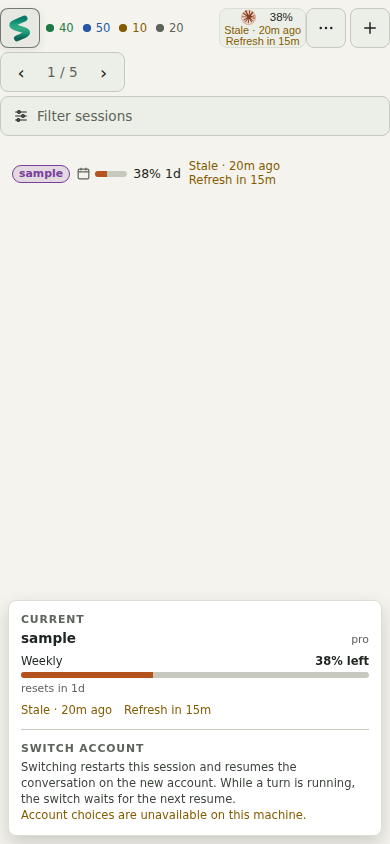 40 50 10 20
38%
Stale · 20m ago
Refresh in 15m
1 / 5
Filter sessions
sample 38% 1d
Stale · 20m ago
Refresh in 15m
CURRENT
sample pro
Weekly 38% left
resets in 1d
Stale · 20m ago Refresh in 15m
SWITCH ACCOUNT
Switching restarts this session and resumes the
conversation on the new account. While a turn is running,
the switch waits for the next resume.
Account choices are unavailable on this machine.